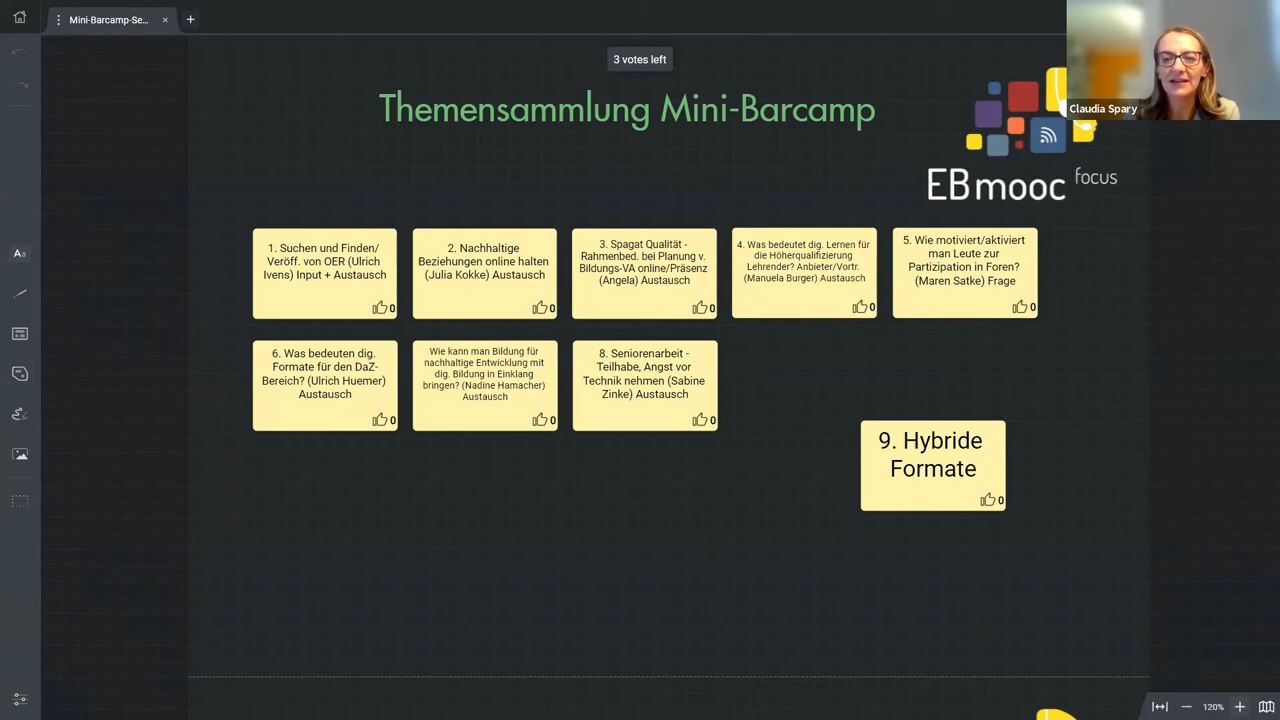 Mini-Barcamp-Se...
3 votes left
Themensammlung Mini-Barcamp
Claudia Spary
EBmooc focus
1. Suchen und Finden/
Veröff. von OER (Ulrich
Ivens) Input + Austausch
0
2. Nachhaltige
Beziehungen online halten
(Julia Kokke) Austausch
0
3. Spagat Qualität -
Rahmenbed. bei Planung v.
Bildungs-VA online/Präsenz
(Angela) Austausch
0
4. Was bedeutet dig. Lernen für
die Höherqualifizierung
Lehrender? Anbieter/Vortr.
(Manuela Burger) Austausch
0
5. Wie motiviert/aktiviert
man Leute zur
Partizipation in Foren?
(Maren Satke) Frage
0
6. Was bedeuten dig.
Formate für den DaZ-
Bereich? (Ulrich Huemer)
Austausch
0
Wie kann man Bildung für
nachhaltige Entwicklung mit
dig. Bildung in Einklang
bringen? (Nadine Hamacher)
Austausch
0
8. Seniorenarbeit -
Teilhabe, Angst vor
Technik nehmen (Sabine
Zinke) Austausch
0
9. Hybride
Formate
0
120%